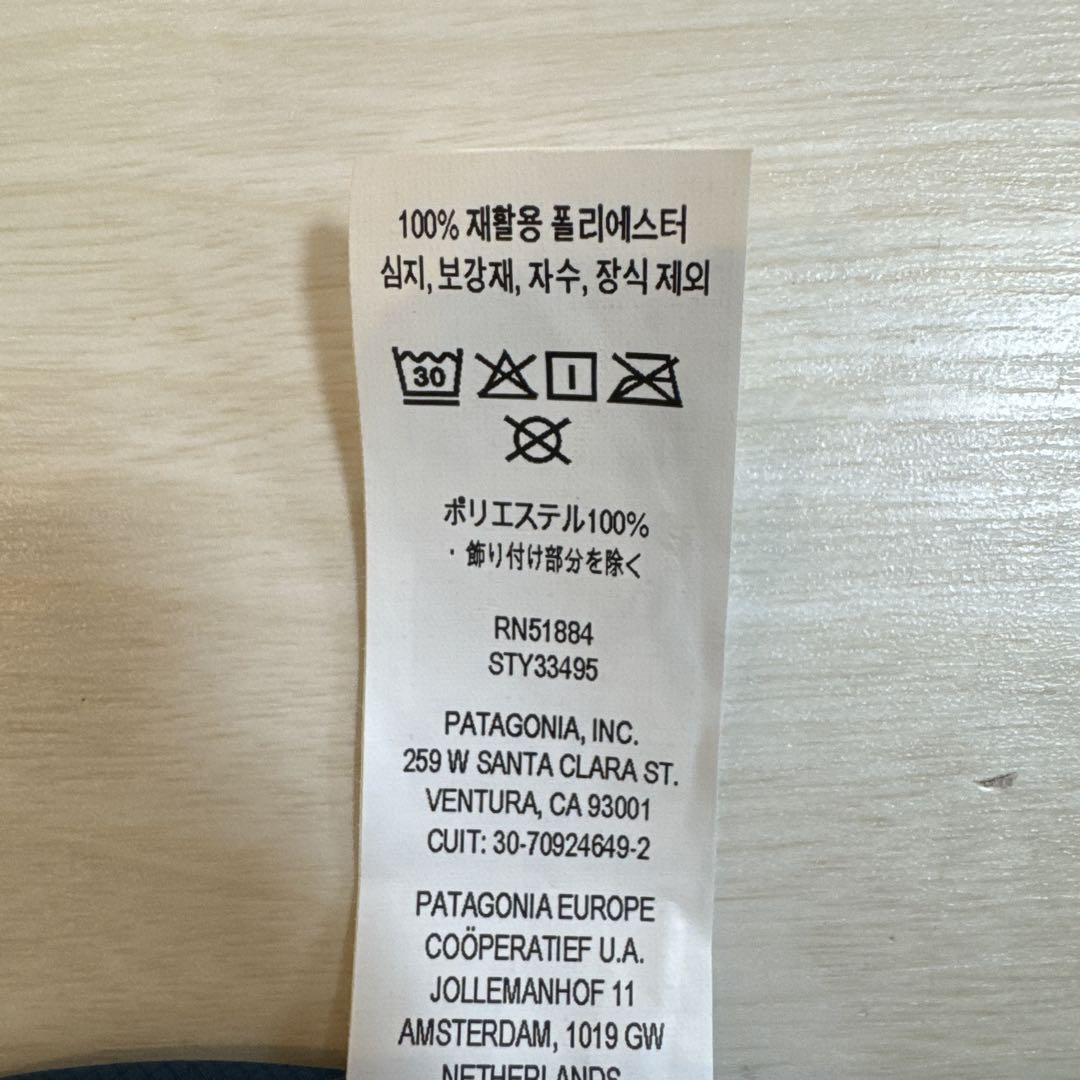 100% 재활용 폴리에스터
심지, 보강재, 자수, 장식 제외
30
ポリエステル100%
・飾り付け部分を除く
RN51884
STY33495
PATAGONIA, INC.
259 W SANTA CLARA ST.
VENTURA, CA 93001
CUIT: 30-70924649-2
PATAGONIA EUROPE
COÖPERATIEF U.A.
JOLLEMANHOF 11
AMSTERDAM, 1019 GW
NETHERLANDS